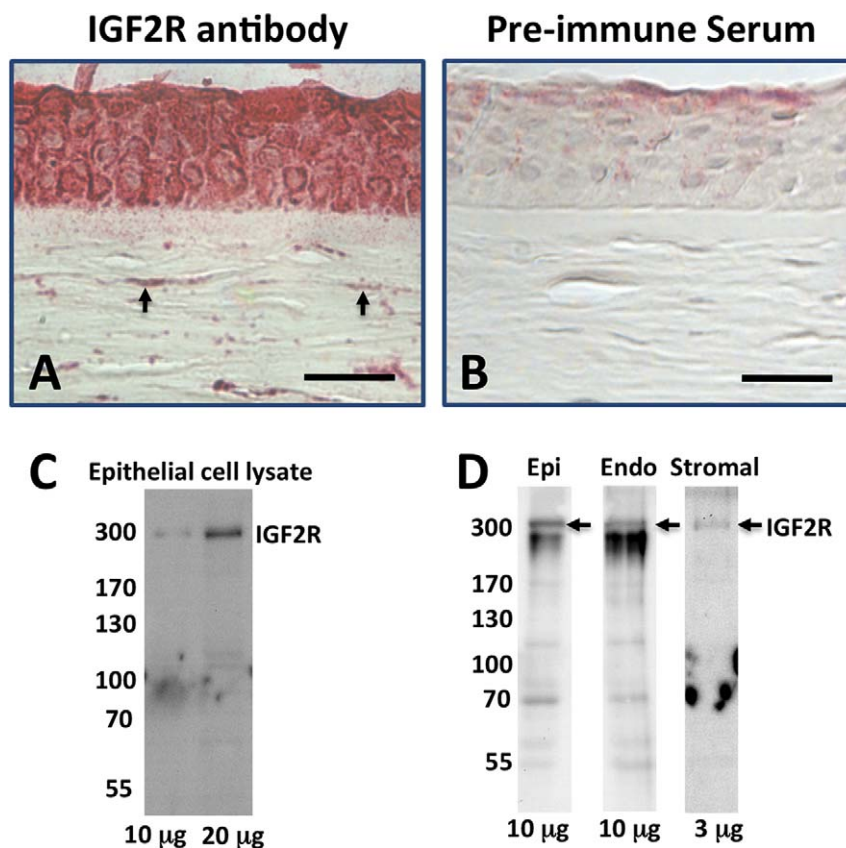 IGF2R antibody
Pre-immune Serum
A
B
C
Epithelial cell lysate
300
IGF2R
170
130
100
70
55
10 µg 20 µg
D
Epi Endo Stromal
300
IGF2R
170
130
100
70
55
10 µg 10 µg 3 µg